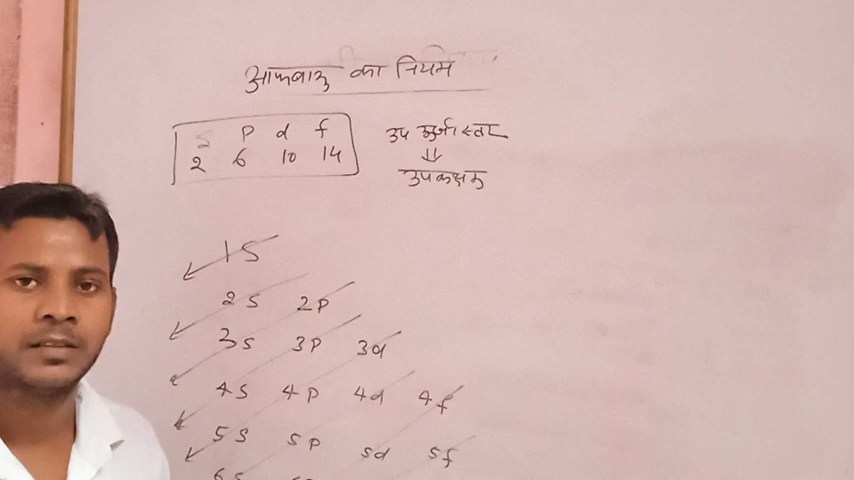 आफबाऊ का नियम
s p d f
2 6 10 14
उप ऊर्जा स्तर
⇓
उपकक्षक
1s
2s 2p
3s 3p 3d
4s 4p 4d 4f
5s 5p 5d 5f
6s